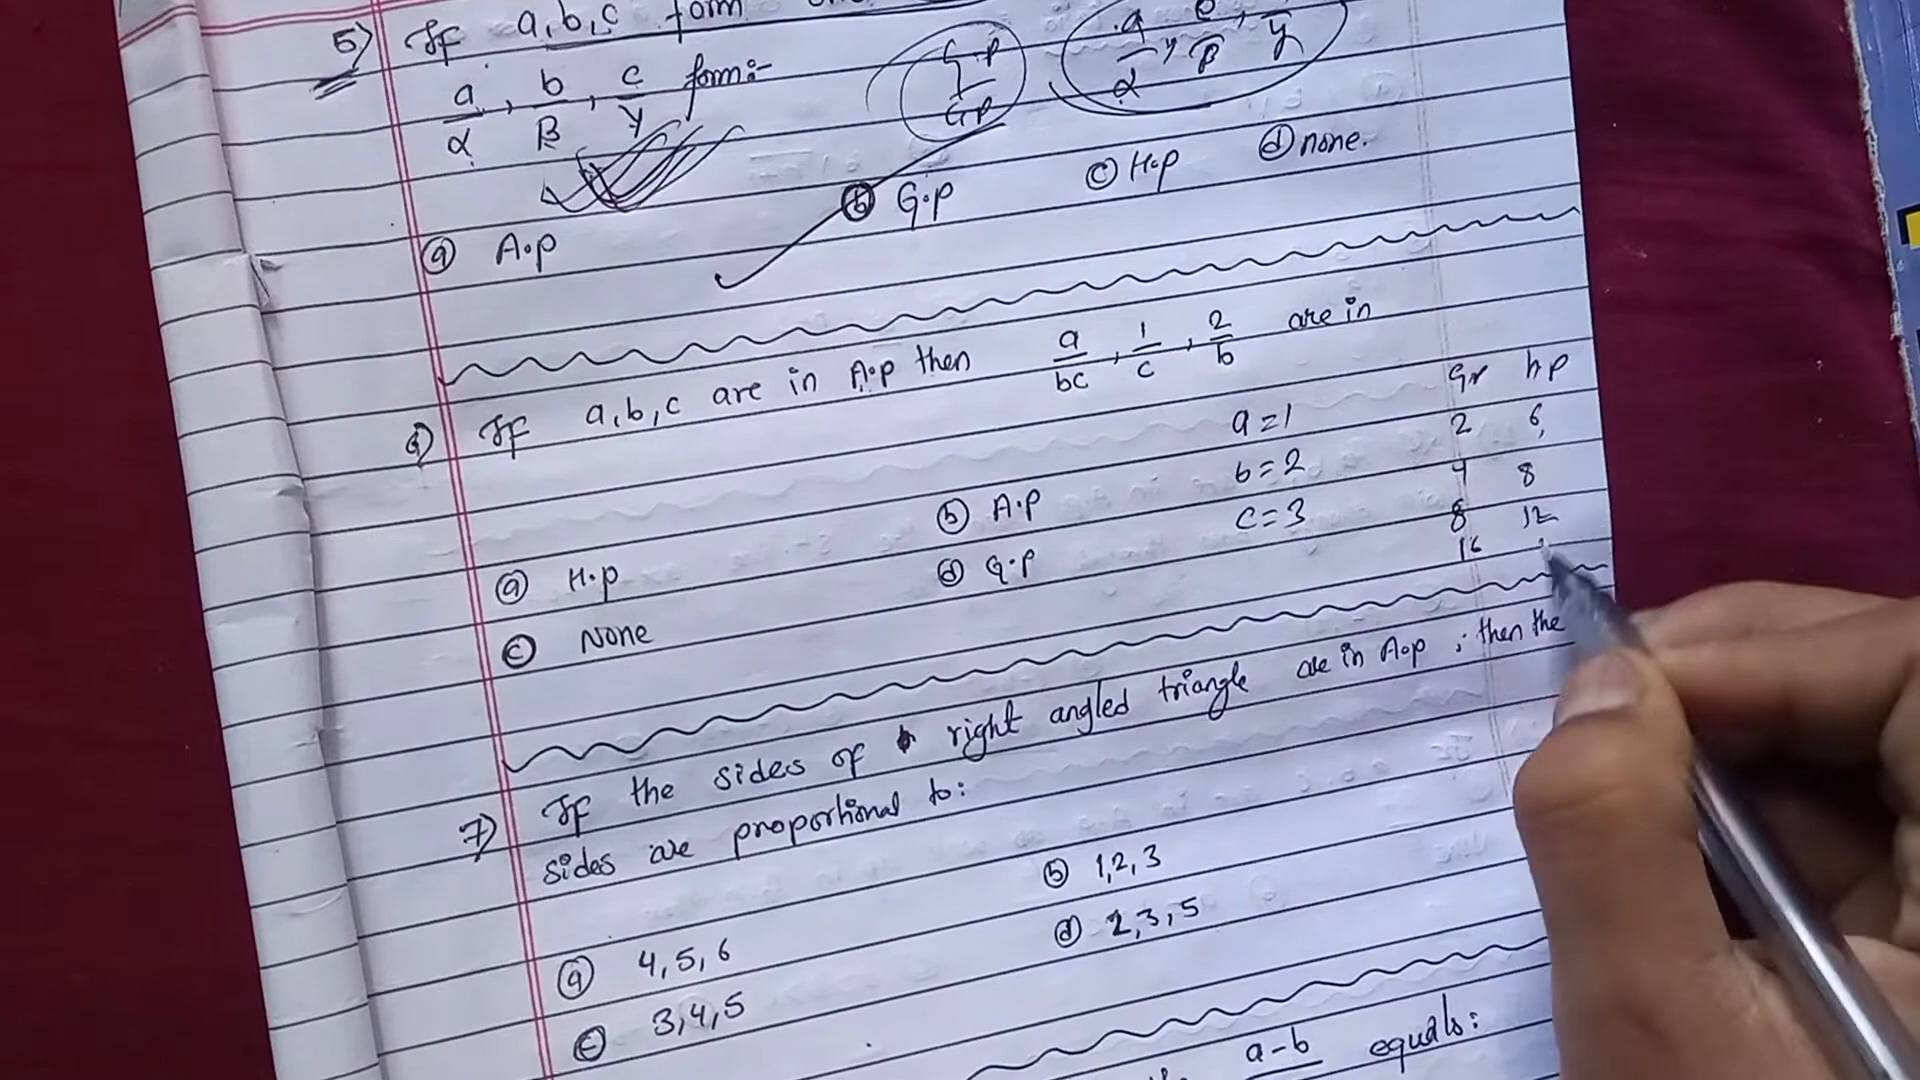 5) If a, b, c form
a/α, b/β, c/γ form:-
G.P / G.P
a/α, /β, /γ
ⓐ A.P ⓑ G.P ⓒ H.P ⓓ none.
6) If a, b, c are in A.P then a/bc, 1/c, 2/b are in
ⓐ H.P ⓑ A.P
ⓒ None ⓓ G.P
a=1
b=2
c=3
hp
2 6,
4 8
8 12
16
7) If the sides of right angled triangle are in A.P ; then the
sides are proportional to:
ⓐ 4, 5, 6 ⓑ 1, 2, 3
ⓒ 3, 4, 5 ⓓ 2, 3, 5
a-b equals: